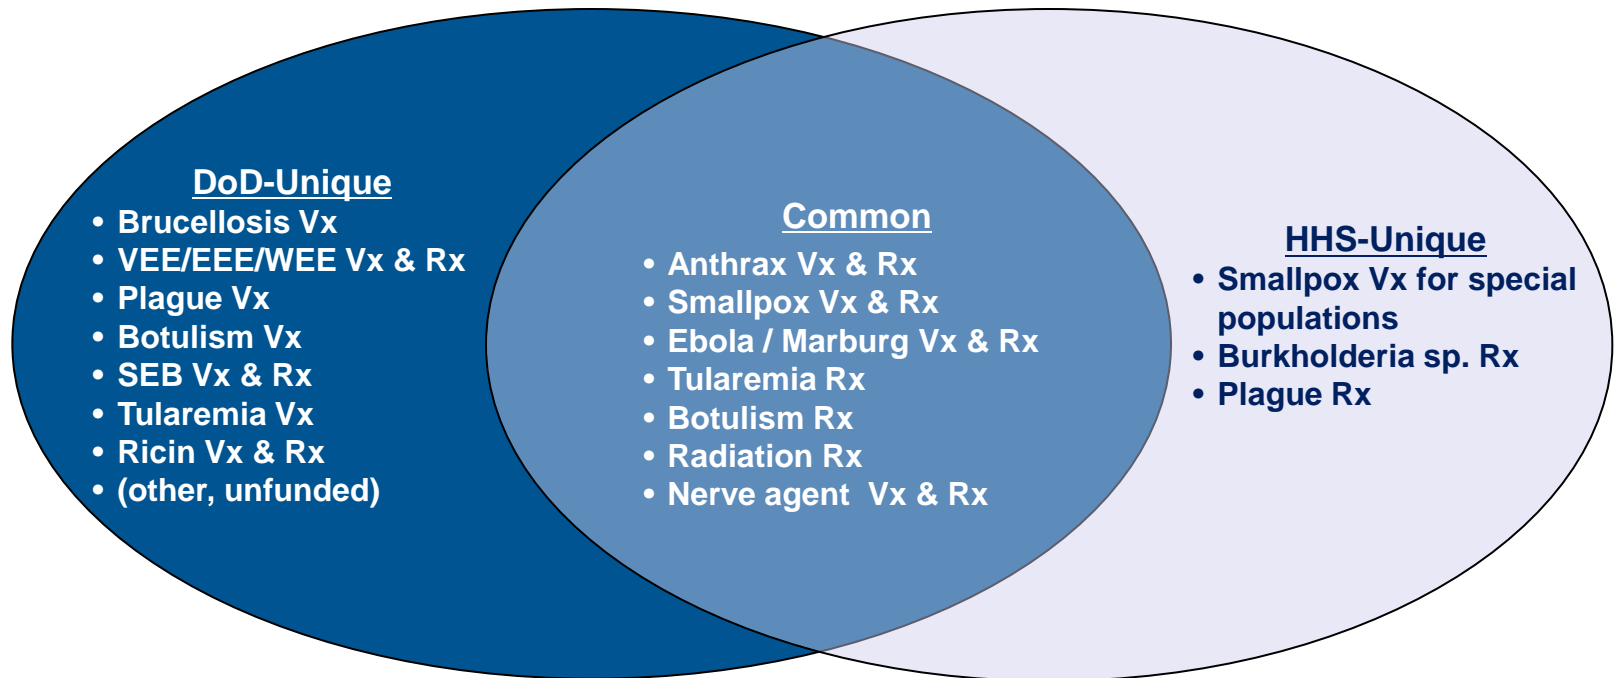 DoD-Unique
• Brucellosis Vx
• VEE/EEE/WEE Vx & Rx
• Plague Vx
• Botulism Vx
• SEB Vx & Rx
• Tularemia Vx
• Ricin Vx & Rx
• (other, unfunded)
Common
• Anthrax Vx & Rx
• Smallpox Vx & Rx
• Ebola / Marburg Vx & Rx
• Tularemia Rx
• Botulism Rx
• Radiation Rx
• Nerve agent  Vx & Rx
HHS-Unique
• Smallpox Vx for special
populations
• Burkholderia sp. Rx
• Plague Rx